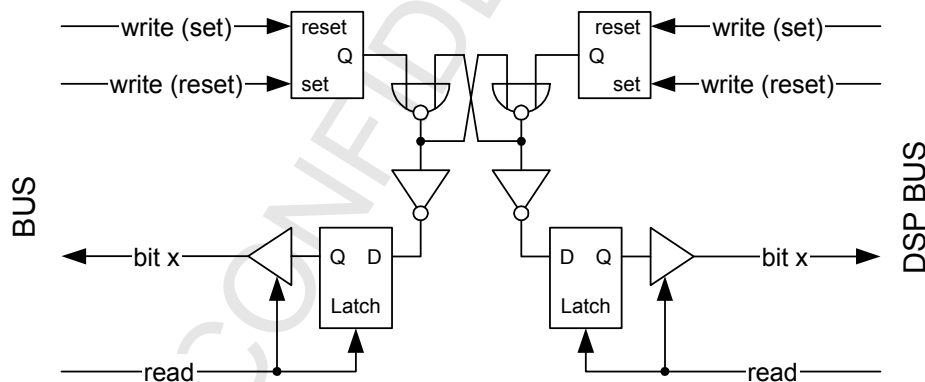 write (set)
reset
Q
write (reset)
set
reset
write (set)
Q
set
write (reset)
BUS
DSP BUS
bit x
Q D
Latch
D Q
Latch
bit x
read
read
CONFIDE